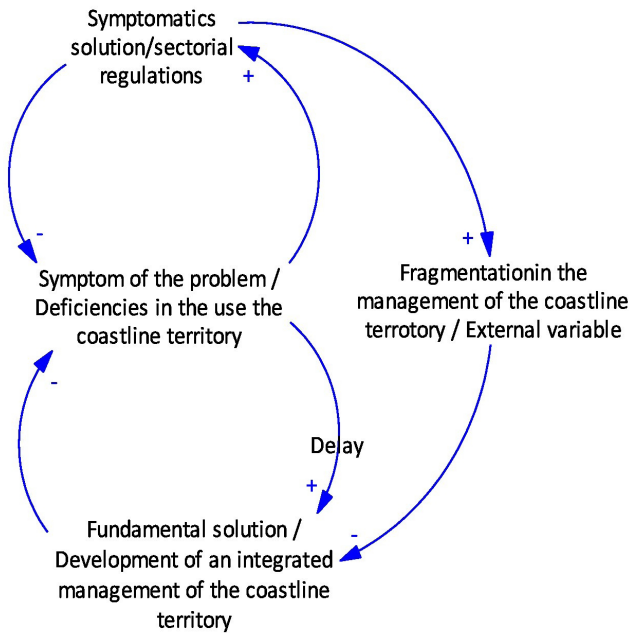 Symptomatics
solution/sectorial
regulations
+
-
+
Symptom of the problem /
Deficiencies in the use the
coastline territory
Fragmentationin the
management of the coastline
terrotory / External variable
-
Delay
+
-
Fundamental solution /
Development of an integrated
management of the coastline
territory